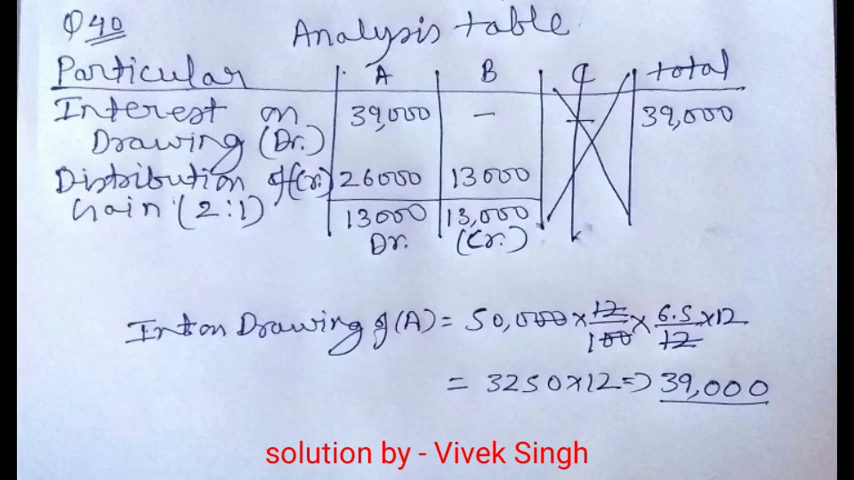 Q 40
Analysis table
Particular A B C total
Interest on 39,000 — — 39,000
Drawing (Dr.)
Distribution of (Cr.) 26000 13000
Gain (2:1) 13000 13,000
Dr. (Cr.)
Int on Drawing of (A) = 50,000 × 12/100 × 6.5/12 × 12
= 3250 × 12 => 39,000
solution by - Vivek Singh